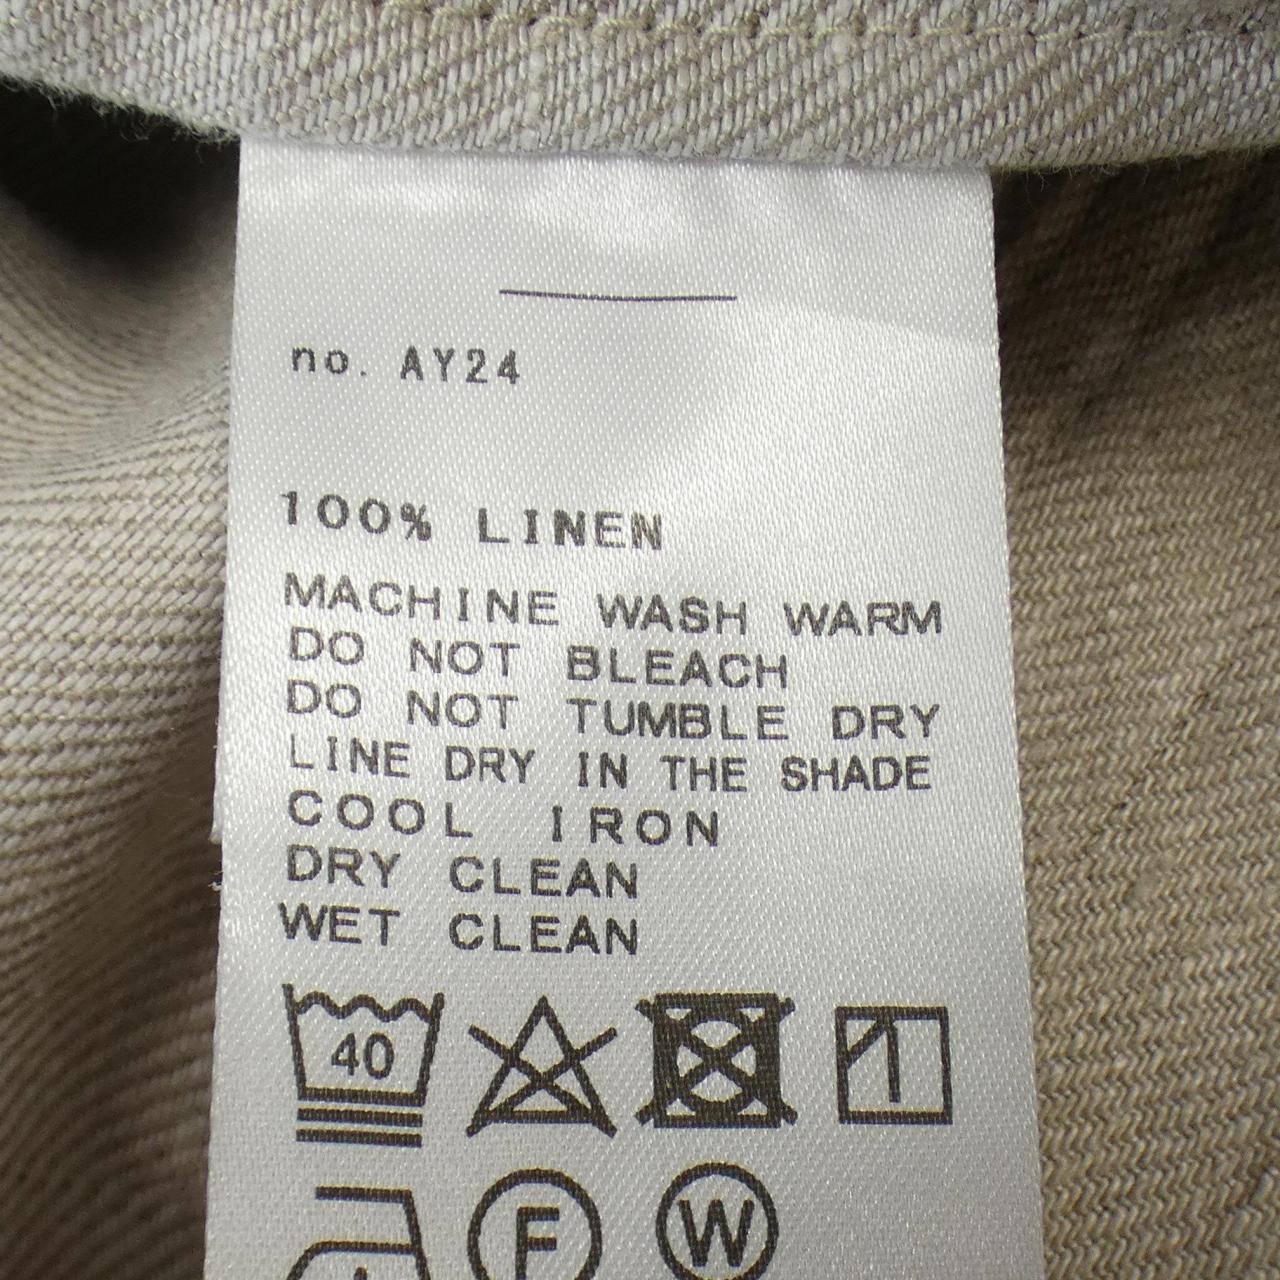 no. AY24
100% LINEN
MACHINE WASH WARM
DO NOT BLEACH
DO NOT TUMBLE DRY
LINE DRY IN THE SHADE
COOL IRON
DRY CLEAN
WET CLEAN
40
F W